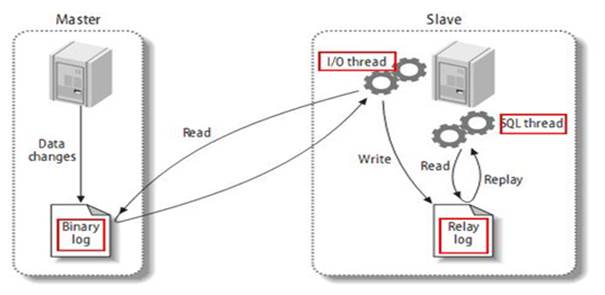 Master
Slave
I/O thread
SQL thread
Data
changes
Read
Write
Read
Replay
Binary
log
Relay
log